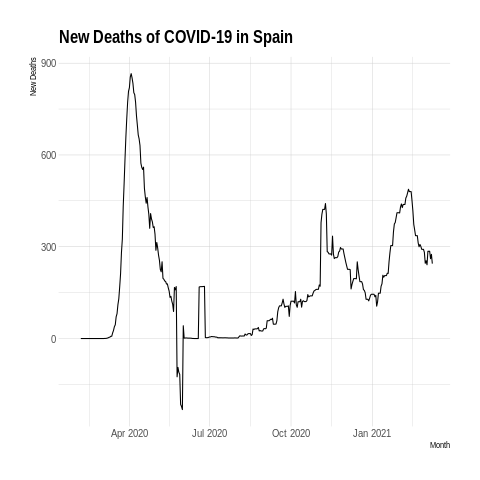 New Deaths of COVID-19 in Spain
New Deaths
900
600
300
0
Apr 2020 Jul 2020 Oct 2020 Jan 2021
Month